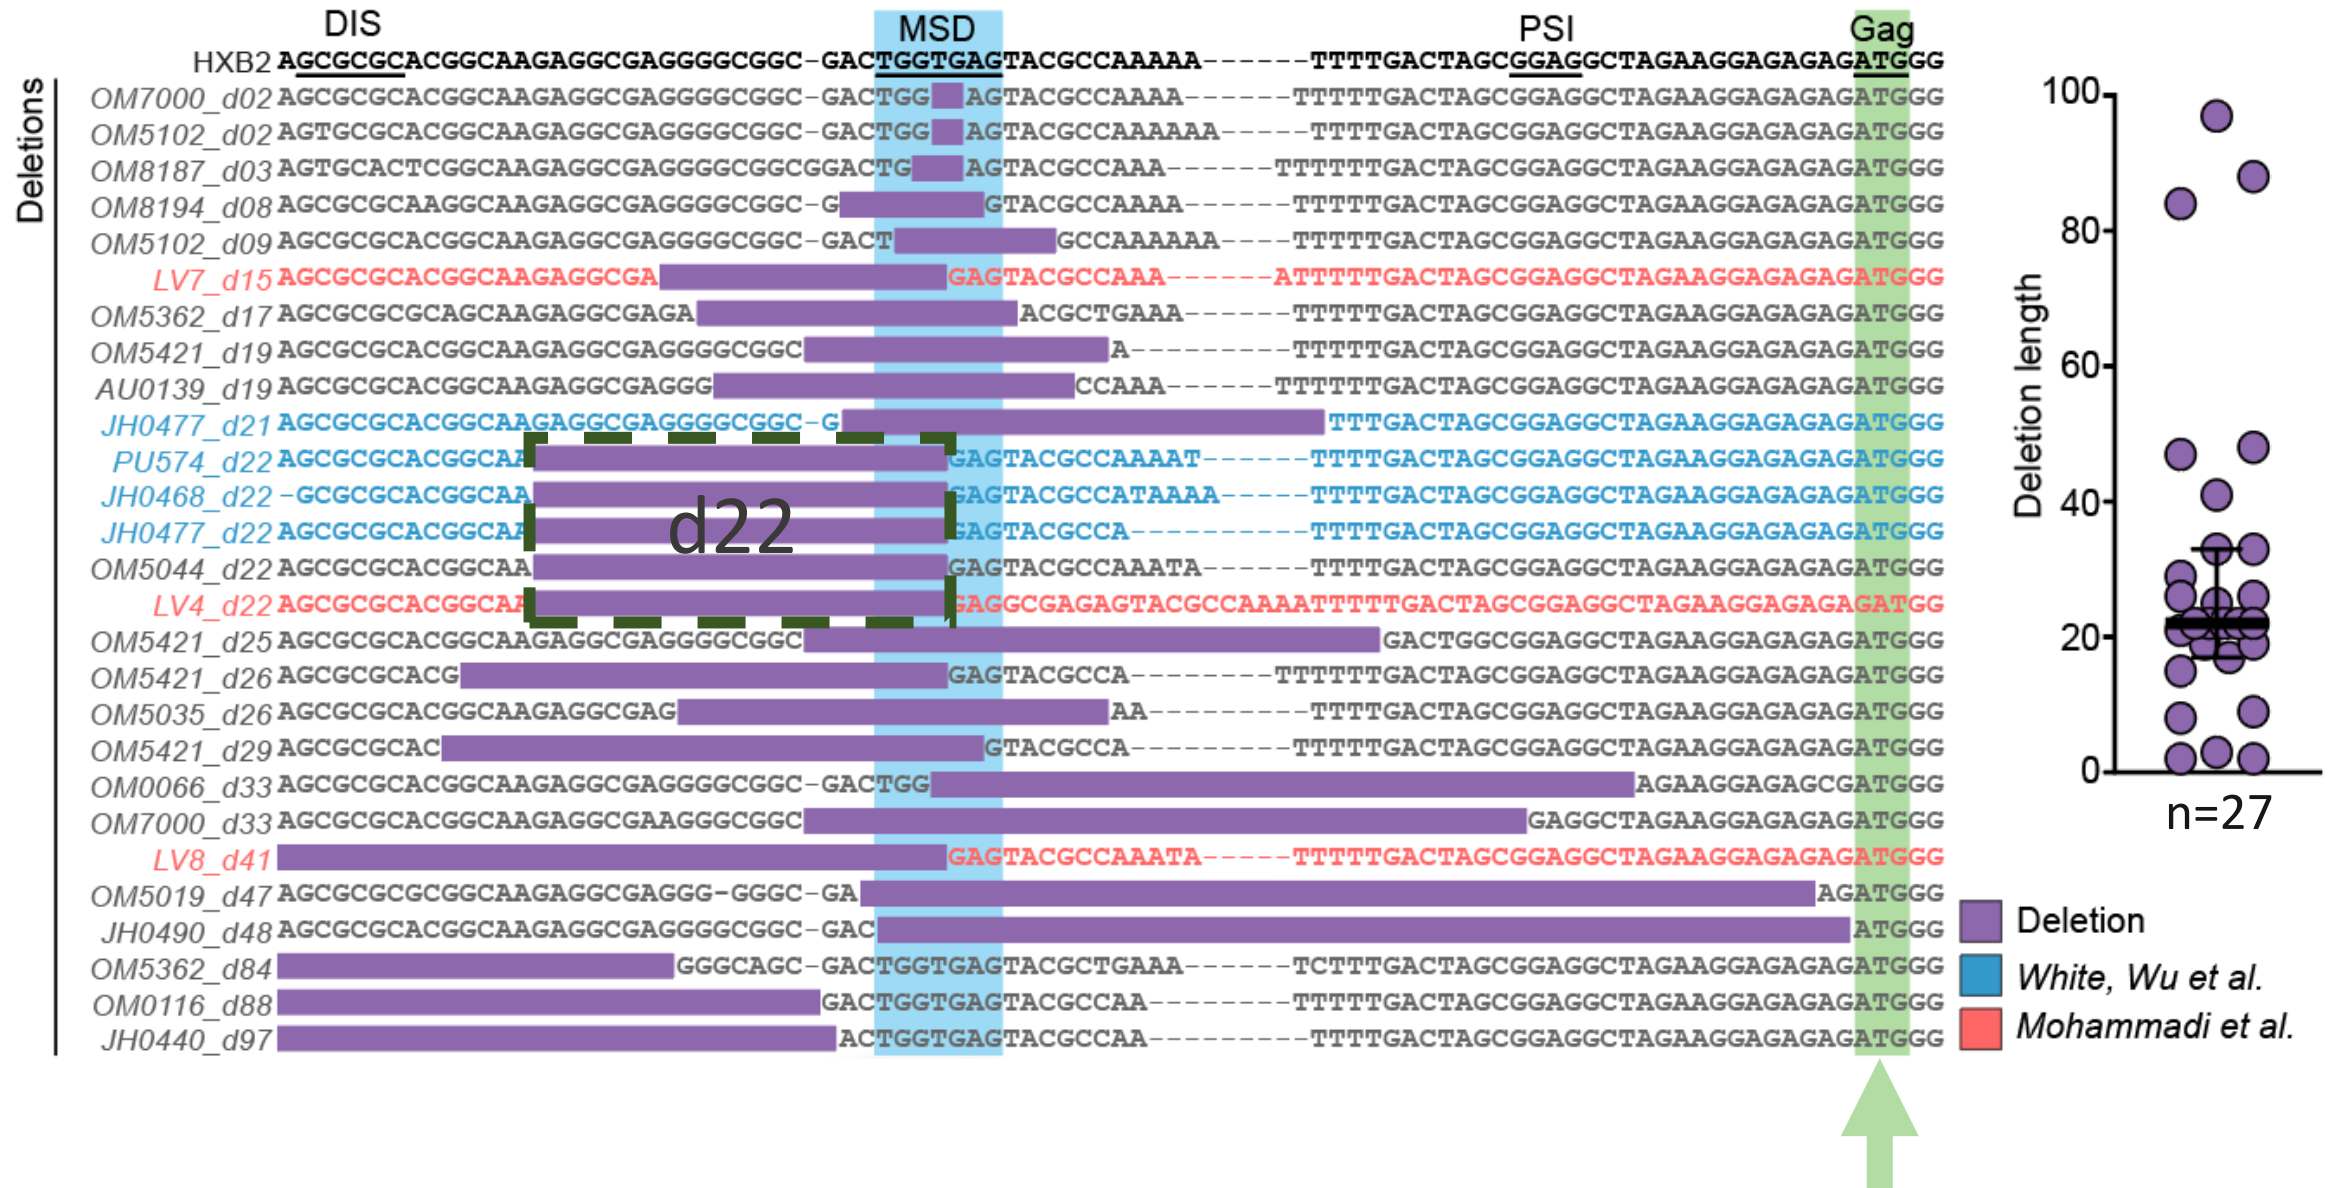 DIS MSD PSI Gag
HXB2 AGCGCGCACGGCAAGAGGCGAGGGGCGGC-GACTGGTGAGTACGCCAAAAA------TTTTGACTAGCGGAGGCTAGAAGGAGAGAGATGGG
Deletions
OM7000_d02 AGCGCGCACGGCAAGAGGCGAGGGGCGGC-GACTGG AGTACGCCAAAA------TTTTTGACTAGCGGAGGCTAGAAGGAGAGAGATGGG
OM5102_d02 AGTGCGCACGGCAAGAGGCGAGGGGCGGC-GACTGG AGTACGCCAAAAAA-----TTTTGACTAGCGGAGGCTAGAAGGAGAGAGATGGG
OM8187_d03 AGTGCACTCGGCAAGAGGCGAGGGGCGGCGGACTG AGTACGCCAAA------TTTTTTGACTAGCGGAGGCTAGAAGGAGAGAGATGGG
OM8194_d08 AGCGCGCAAGGCAAGAGGCGAGGGGCGGC-G GTACGCCAAAA------TTTTTGACTAGCGGAGGCTAGAAGGAGAGAGATGGG
OM5102_d09 AGCGCGCACGGCAAGAGGCGAGGGGCGGC-GACT GCCAAAAAA----TTTTTGACTAGCGGAGGCTAGAAGGAGAGAGATGGG
LV7_d15 AGCGCGCACGGCAAGAGGCGA GAGTACGCCAAA------ATTTTTGACTAGCGGAGGCTAGAAGGAGAGAGATGGG
OM5362_d17 AGCGCGCGCAGCAAGAGGCGAGA ACGCTGAAA------TTTTTGACTAGCGGAGGCTAGAAGGAGAGAGATGGG
OM5421_d19 AGCGCGCACGGCAAGAGGCGAGGGGCGGC A---------TTTTTGACTAGCGGAGGCTAGAAGGAGAGAGATGGG
AU0139_d19 AGCGCGCACGGCAAGAGGCGAGGG CCAAA------TTTTTTGACTAGCGGAGGCTAGAAGGAGAGAGATGGG
JH0477_d21 AGCGCGCACGGCAAGAGGCGAGGGGCGGC-G TTTGACTAGCGGAGGCTAGAAGGAGAGAGATGGG
PU574_d22 AGCGCGCACGGCAA GAGTACGCCAAAAT------TTTTGACTAGCGGAGGCTAGAAGGAGAGAGATGGG
JH0468_d22 -GCGCGCACGGCAA GAGTACGCCATAAAA-----TTTTGACTAGCGGAGGCTAGAAGGAGAGAGATGGG
JH0477_d22 AGCGCGCACGGCAA d22 GAGTACGCCA----------TTTTGACTAGCGGAGGCTAGAAGGAGAGAGATGGG
OM5044_d22 AGCGCGCACGGCAA GAGTACGCCAAATA------TTTTGACTAGCGGAGGCTAGAAGGAGAGAGATGGG
LV4_d22 AGCGCGCACGGCAA GAGGCGAGAGTACGCCAAAATTTTTGACTAGCGGAGGCTAGAAGGAGAGAGATGG
OM5421_d25 AGCGCGCACGGCAAGAGGCGAGGGGCGGC GACTGGCGGAGGCTAGAAGGAGAGAGATGGG
OM5421_d26 AGCGCGCACG GAGTACGCCA--------TTTTTTGACTAGCGGAGGCTAGAAGGAGAGAGATGGG
OM5035_d26 AGCGCGCACGGCAAGAGGCGAG AA---------TTTTGACTAGCGGAGGCTAGAAGGAGAGAGATGGG
OM5421_d29 AGCGCGCAC GTACGCCA---------TTTTTGACTAGCGGAGGCTAGAAGGAGAGAGATGGG
OM0066_d33 AGCGCGCACGGCAAGAGGCGAGGGGCGGC-GACTGG AGAAGGAGAGCGATGGG
OM7000_d33 AGCGCGCACGGCAAGAGGCGAAGGGCGGC GAGGCTAGAAGGAGAGAGATGGG
LV8_d41 GAGTACGCCAAATA-----TTTTTGACTAGCGGAGGCTAGAAGGAGAGAGATGGG
OM5019_d47 AGCGCGCGCGGCAAGAGGCGAGGG-GGGC-GA AGATGGG
JH0490_d48 AGCGCGCACGGCAAGAGGCGAGGGGCGGC-GAC ATGGG
OM5362_d84 GGGCAGC-GACTGGTGAGTACGCTGAAA------TCTTTGACTAGCGGAGGCTAGAAGGAGAGAGATGGG
OM0116_d88 GACTGGTGAGTACGCCAA--------TTTTTGACTAGCGGAGGCTAGAAGGAGAGAGATGGG
JH0440_d97 ACTGGTGAGTACGCCAA---------TTTTGACTAGCGGAGGCTAGAAGGAGAGAGATGGG
Deletion length
100
80
60
40
20
0
n=27
Deletion
White, Wu et al.
Mohammadi et al.